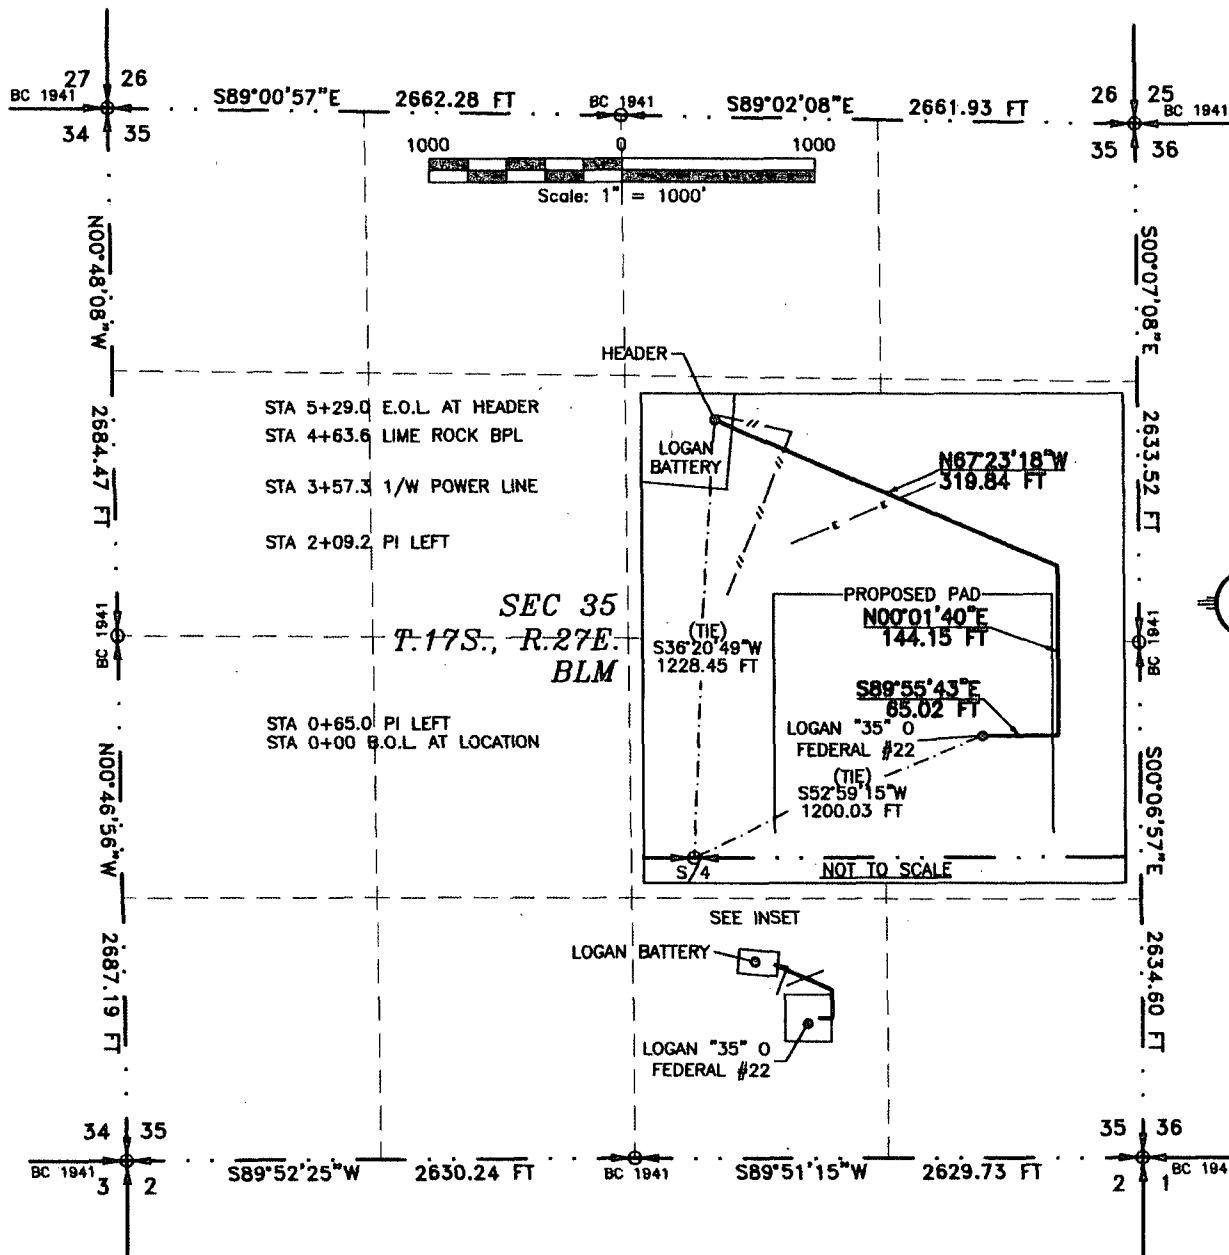 27 26
BC 1941
34 35
S89°00'57"E 2662.28 FT
BC 1941
S89°02'08"E 2661.93 FT
26 25
BC 1941
35 36
1000 0 1000
Scale: 1" = 1000'
N00°48'08"W 2684.47 FT
S00°07'08"E 2633.52 FT
HEADER
STA 5+29.0 E.O.L. AT HEADER
STA 4+63.6 LIME ROCK BPL
STA 3+57.3 1/W POWER LINE
STA 2+09.2 PI LEFT
LOGAN
BATTERY
N67°23'18"W
319.84 FT
BC 1941
SEC 35
T.17S., R.27E.
BLM
(TIE)
S36°20'49"W
1228.45 FT
PROPOSED PAD
N00°01'40"E
144.15 FT
BC 1941
S89°55'43"E
65.02 FT
LOGAN "35" O
FEDERAL #22
STA 0+65.0 PI LEFT
STA 0+00 B.O.L. AT LOCATION
(TIE)
S52°59'15"W
1200.03 FT
N00°46'56"W 2687.19 FT
S00°06'57"E 2634.60 FT
S/4
NOT TO SCALE
SEE INSET
LOGAN BATTERY
LOGAN "35" O
FEDERAL #22
34 35
BC 1941
3 2
S89°52'25"W 2630.24 FT
BC 1941
S89°51'15"W 2629.73 FT
35 36
BC 194
2 1